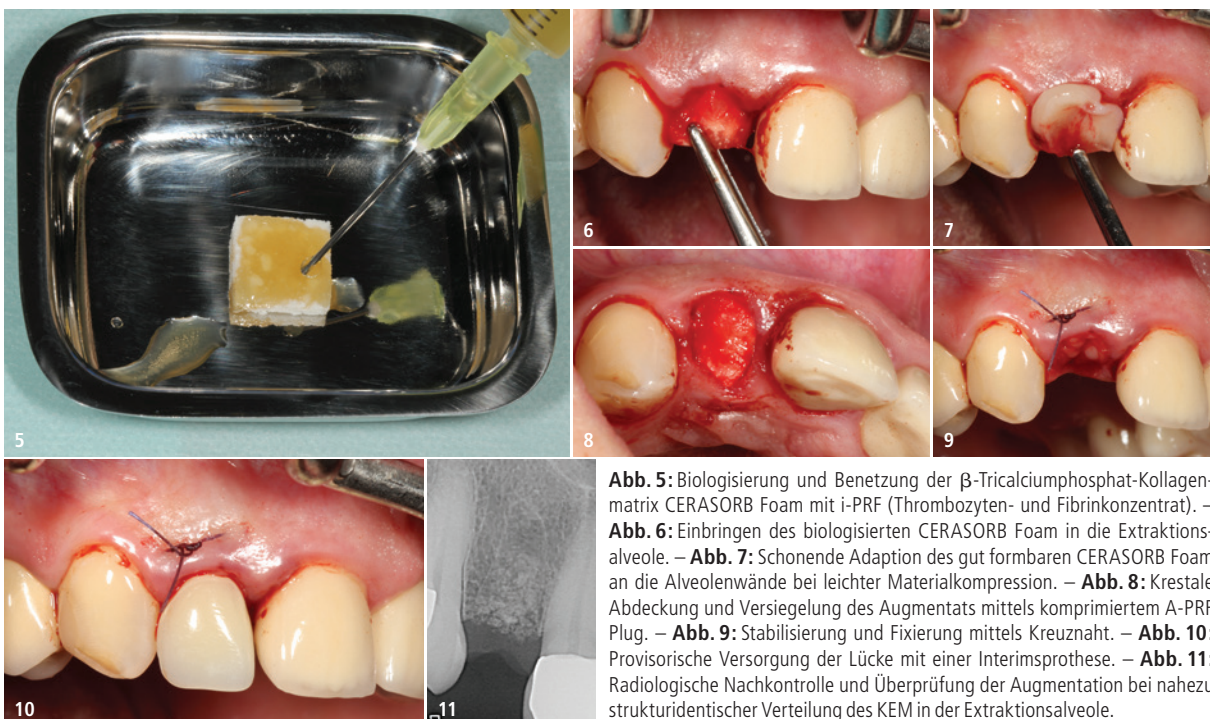 5
6
7
8
9
10
11
Abb. 5: Biologisierung und Benetzung der β-Tricalciumphosphat-Kollagen-
matrix CERASORB Foam mit i-PRF (Thrombozyten- und Fibrinkonzentrat). –
Abb. 6: Einbringen des biologisierten CERASORB Foam in die Extraktions-
alveole. – Abb. 7: Schonende Adaption des gut formbaren CERASORB Foam
an die Alveolenwände bei leichter Materialkompression. – Abb. 8: Krestale
Abdeckung und Versiegelung des Augmentats mittels komprimiertem A-PRF
Plug. – Abb. 9: Stabilisierung und Fixierung mittels Kreuznaht. – Abb. 10:
Provisorische Versorgung der Lücke mit einer Interimsprothese. – Abb. 11:
Radiologische Nachkontrolle und Überprüfung der Augmentation bei nahezu
strukturidentischer Verteilung des KEM in der Extraktionsalveole.